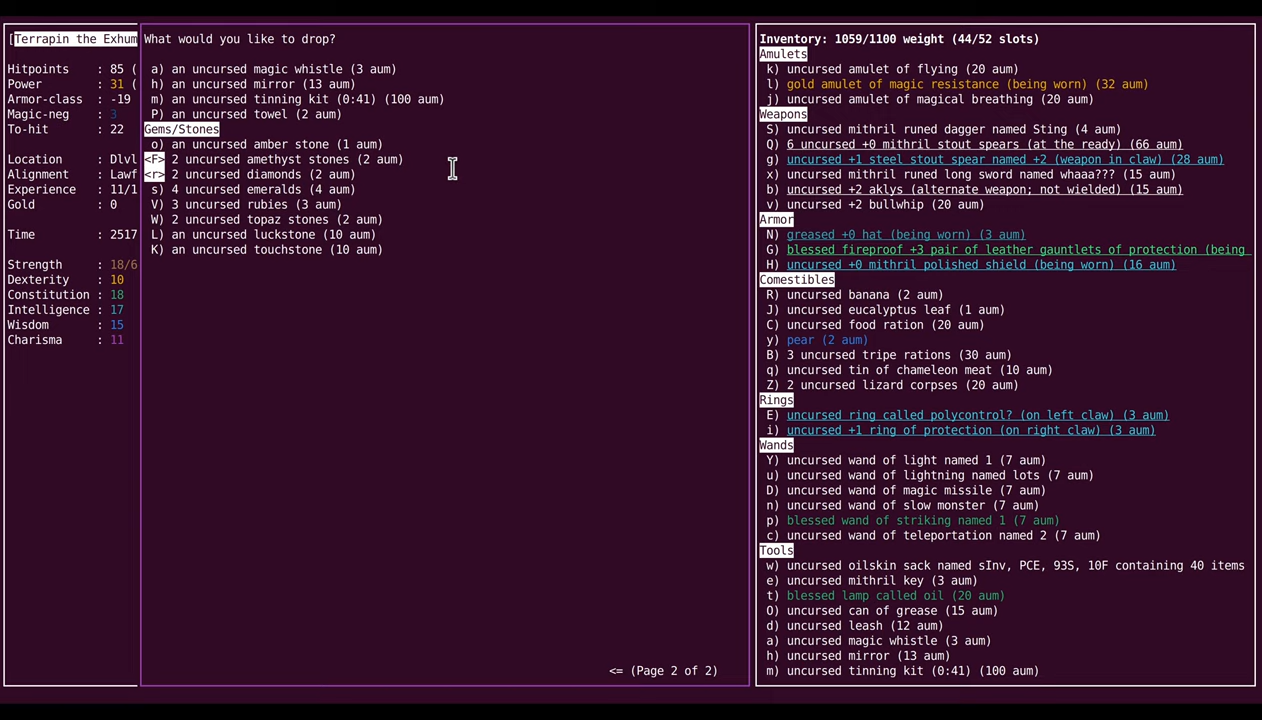 [Terrapin the Exhum
Hitpoints : 85 (
Power : 31 (
Armor-class : -19
Magic-neg : 3
To-hit : 22
Location : Dlvl
Alignment : Lawf
Experience : 11/1
Gold : 0
Time : 2517
Strength : 18/6
Dexterity : 10
Constitution : 18
Intelligence : 17
Wisdom : 15
Charisma : 11
What would you like to drop?
a) an uncursed magic whistle (3 aum)
h) an uncursed mirror (13 aum)
m) an uncursed tinning kit (0:41) (100 aum)
P) an uncursed towel (2 aum)
Gems/Stones
o) an uncursed amber stone (1 aum)
<F> 2 uncursed amethyst stones (2 aum)
<r> 2 uncursed diamonds (2 aum)
s) 4 uncursed emeralds (4 aum)
V) 3 uncursed rubies (3 aum)
W) 2 uncursed topaz stones (2 aum)
L) an uncursed luckstone (10 aum)
K) an uncursed touchstone (10 aum)
<= (Page 2 of 2)
Inventory: 1059/1100 weight (44/52 slots)
Amulets
k) uncursed amulet of flying (20 aum)
l) gold amulet of magic resistance (being worn) (32 aum)
j) uncursed amulet of magical breathing (20 aum)
Weapons
S) uncursed mithril runed dagger named Sting (4 aum)
Q) 6 uncursed +0 mithril stout spears (at the ready) (66 aum)
g) uncursed +1 steel stout spear named +2 (weapon in claw) (28 aum)
x) uncursed mithril runed long sword named whaaa??? (15 aum)
b) uncursed +2 aklys (alternate weapon; not wielded) (15 aum)
v) uncursed +2 bullwhip (20 aum)
Armor
N) greased +0 hat (being worn) (3 aum)
G) blessed fireproof +3 pair of leather gauntlets of protection (being
H) uncursed +0 mithril polished shield (being worn) (16 aum)
Comestibles
R) uncursed banana (2 aum)
J) uncursed eucalyptus leaf (1 aum)
C) uncursed food ration (20 aum)
y) pear (2 aum)
B) 3 uncursed tripe rations (30 aum)
q) uncursed tin of chameleon meat (10 aum)
Z) 2 uncursed lizard corpses (20 aum)
Rings
E) uncursed ring called polycontrol? (on left claw) (3 aum)
i) uncursed +1 ring of protection (on right claw) (3 aum)
Wands
Y) uncursed wand of light named 1 (7 aum)
u) uncursed wand of lightning named lots (7 aum)
D) uncursed wand of magic missile (7 aum)
n) uncursed wand of slow monster (7 aum)
p) blessed wand of striking named 1 (7 aum)
c) uncursed wand of teleportation named 2 (7 aum)
Tools
w) uncursed oilskin sack named sInv, PCE, 93S, 10F containing 40 items
e) uncursed mithril key (3 aum)
t) blessed lamp called oil (20 aum)
O) uncursed can of grease (15 aum)
d) uncursed leash (12 aum)
a) uncursed magic whistle (3 aum)
h) uncursed mirror (13 aum)
m) uncursed tinning kit (0:41) (100 aum)